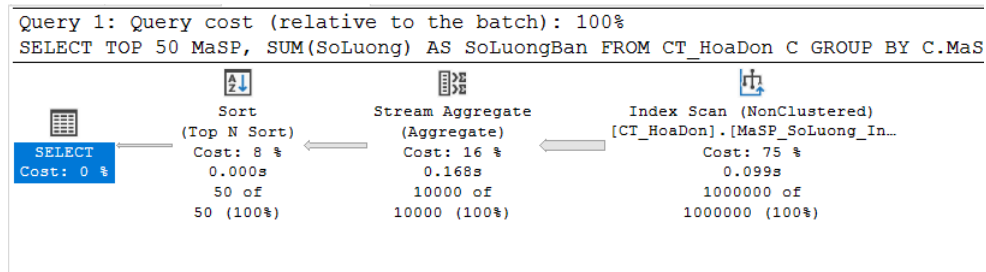 Query 1: Query cost (relative to the batch): 100%
SELECT TOP 50 MaSP, SUM(SoLuong) AS SoLuongBan FROM CT_HoaDon C GROUP BY C.MaS
SELECT
Cost: 0 %
Sort
(Top N Sort)
Cost: 8 %
0.000s
50 of
50 (100%)
Stream Aggregate
(Aggregate)
Cost: 16 %
0.168s
10000 of
10000 (100%)
Index Scan (NonClustered)
[CT_HoaDon].[MaSP_SoLuong_In…
Cost: 75 %
0.099s
1000000 of
1000000 (100%)